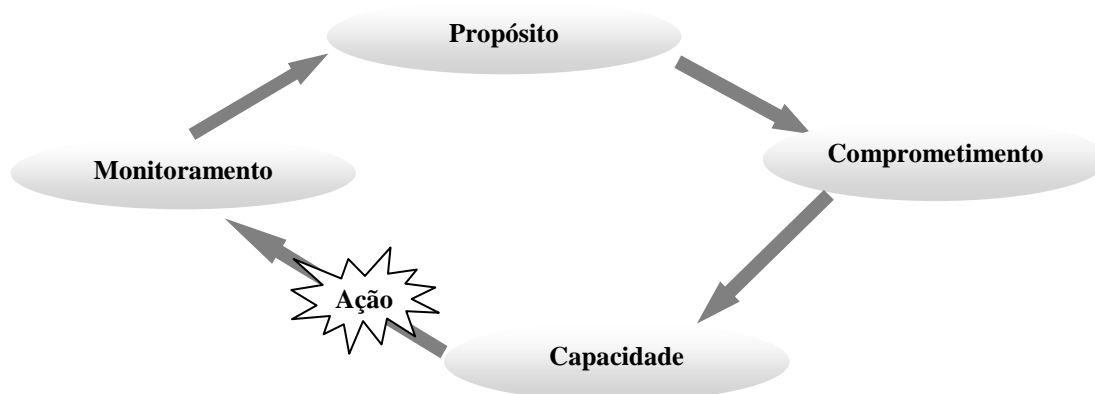 Propósito
Comprometimento
Monitoramento
Ação
Capacidade